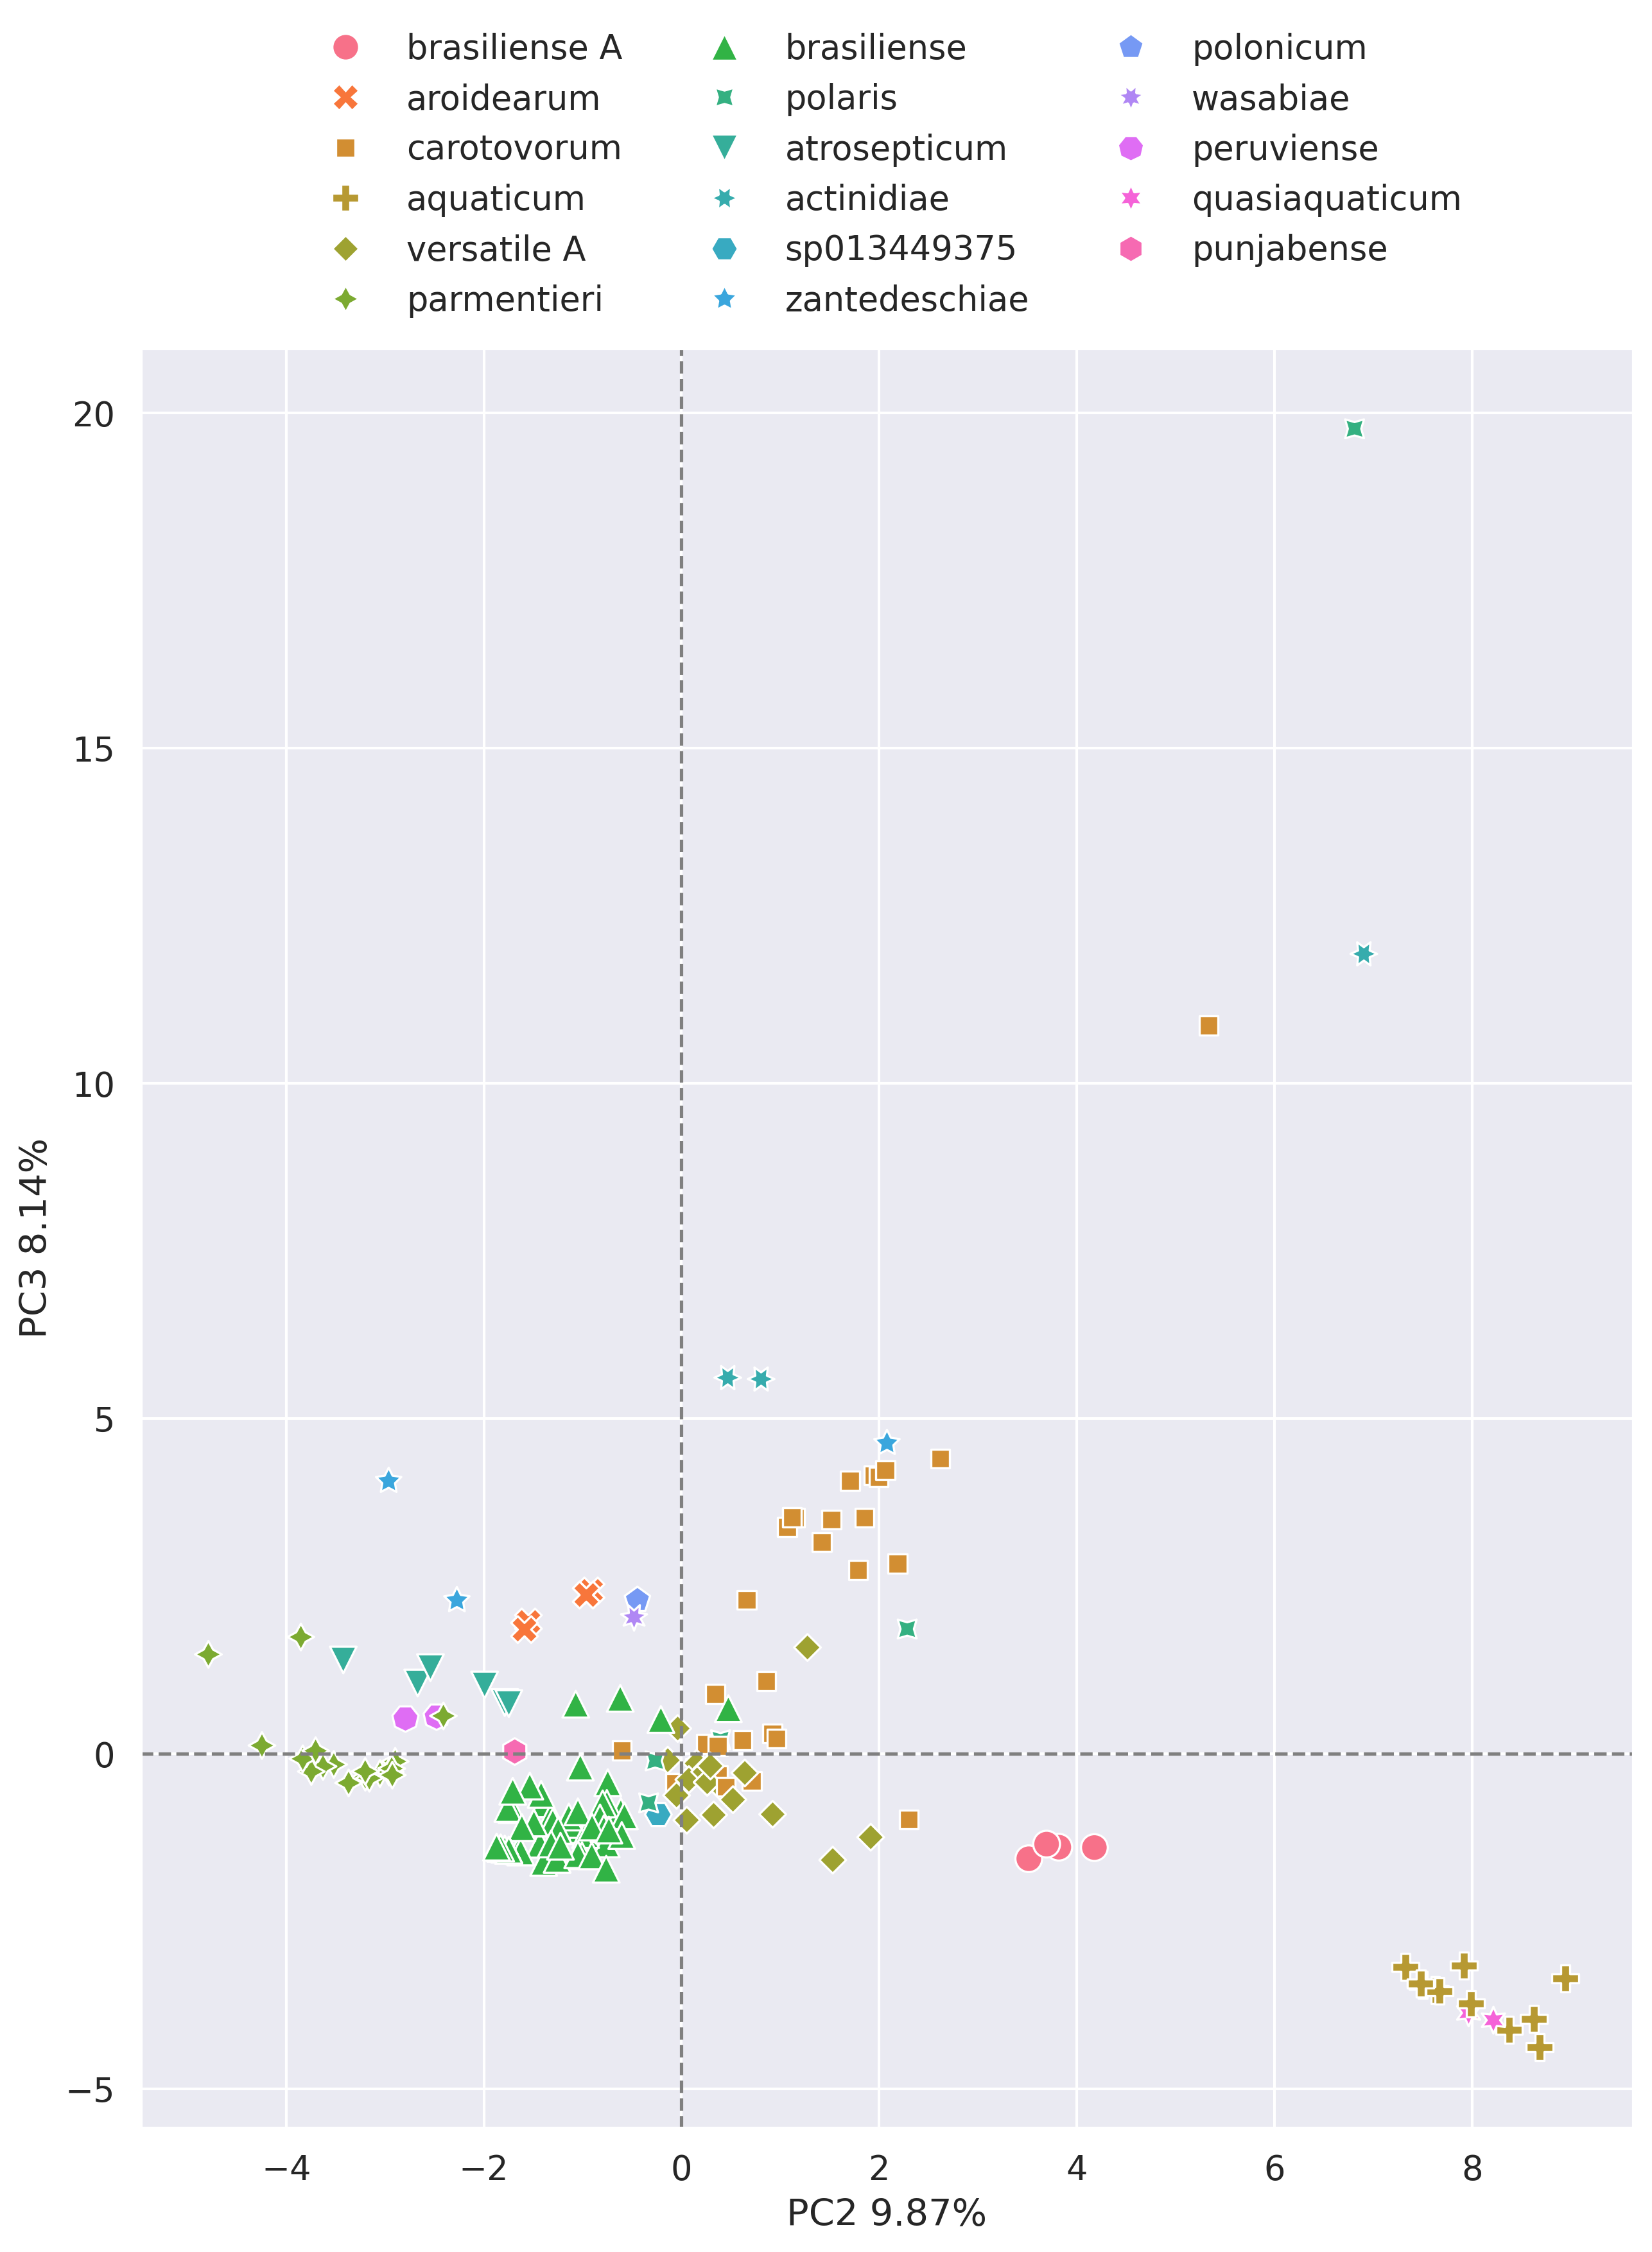 brasiliense A
aroidearum
carotovorum
aquaticum
versatile A
parmentieri
brasiliense
polaris
atrosepticum
actinidiae
sp013449375
zantedeschiae
polonicum
wasabiae
peruviense
quasiaquaticum
punjabense
20
15
10
5
0
−5
PC3 8.14%
−4 −2 0 2 4 6 8
PC2 9.87%